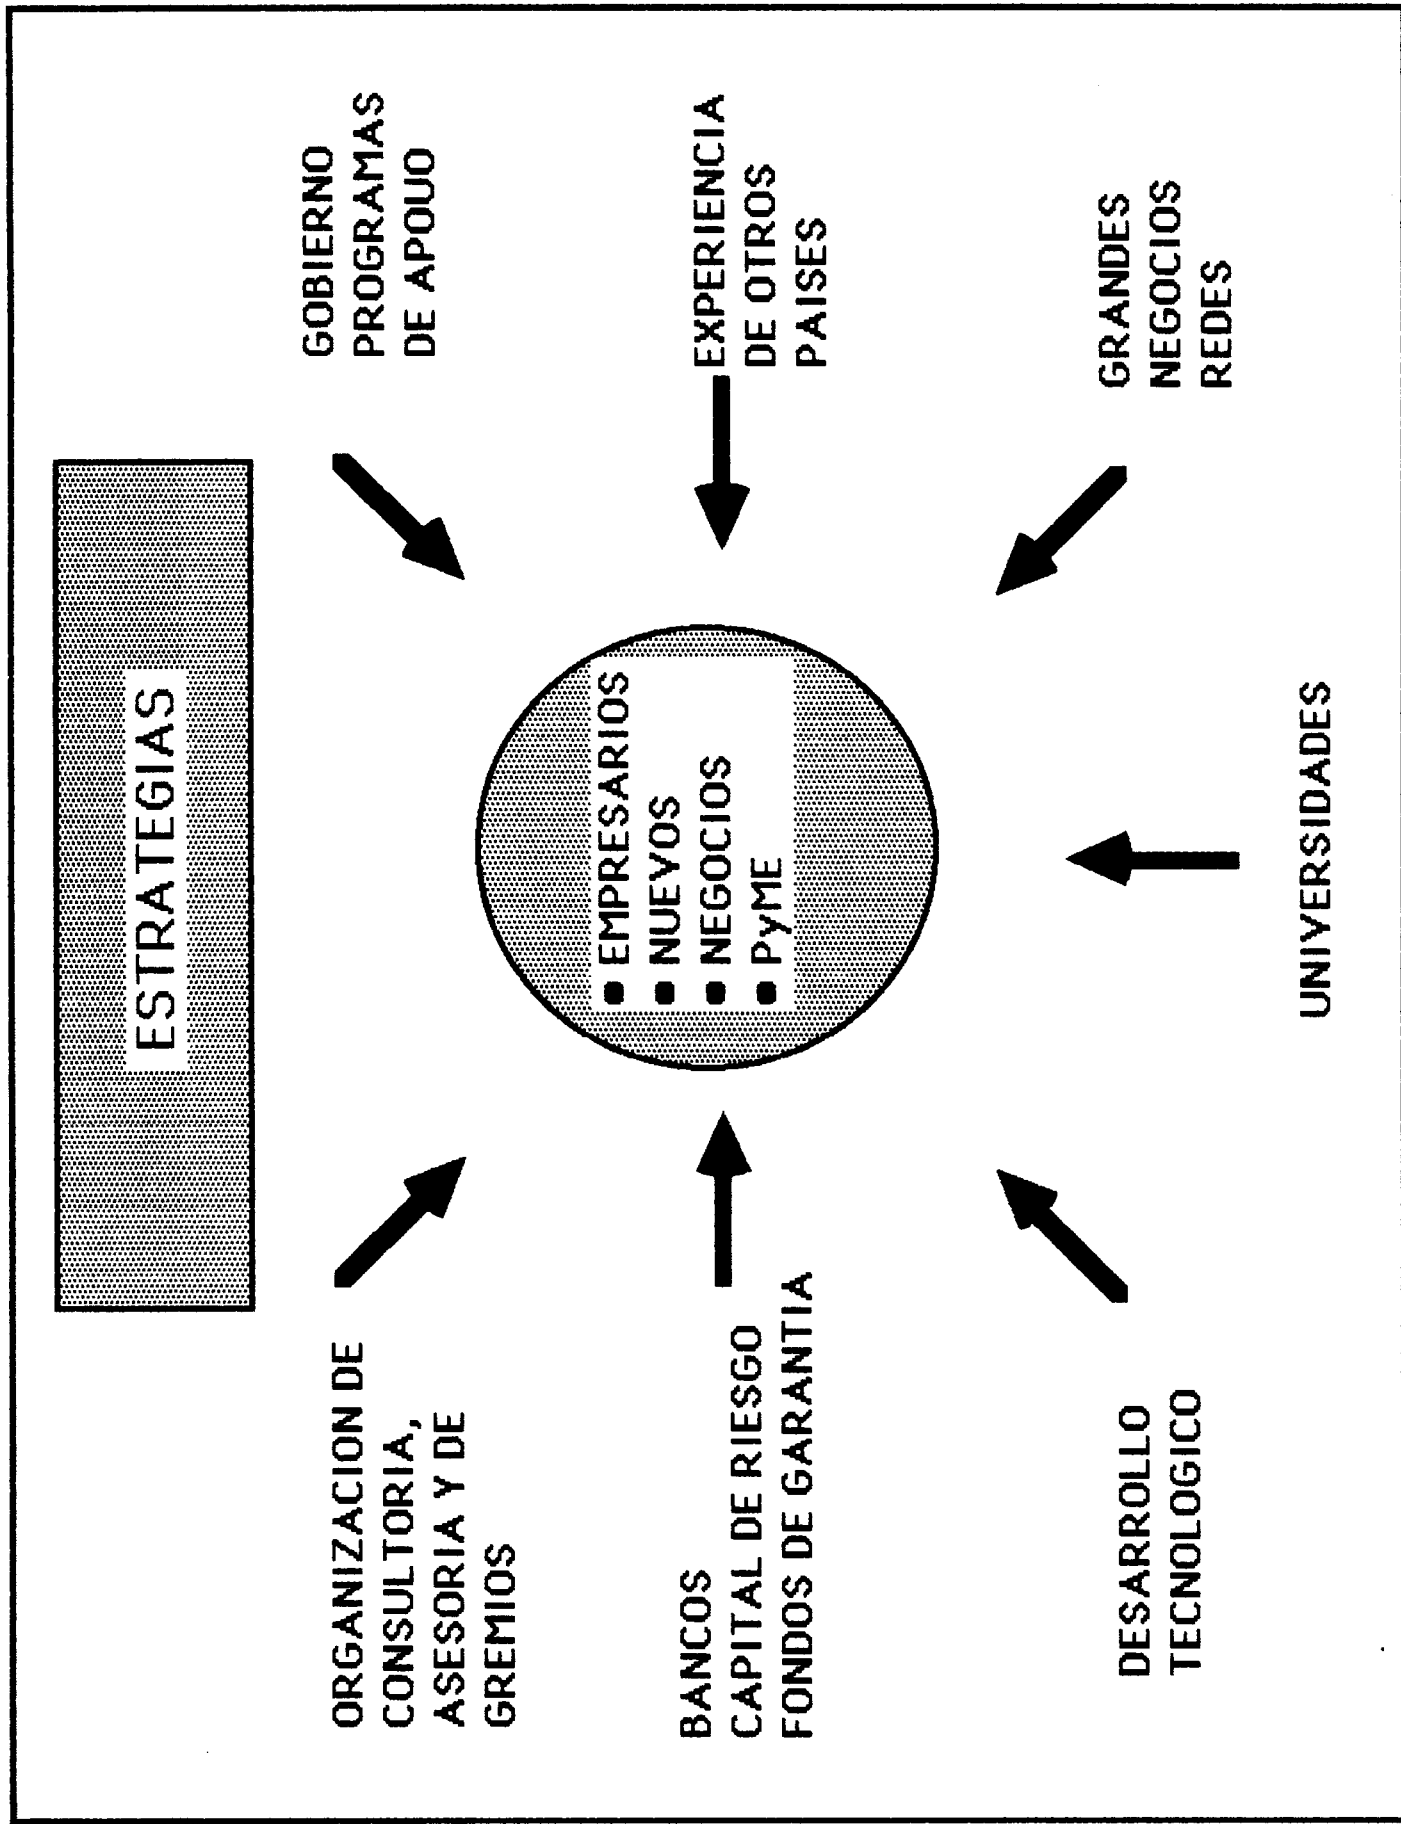 ESTRATEGIAS
ORGANIZACION DE
CONSULTORIA,
ASESORIA Y DE
GREMIOS
GOBIERNO
PROGRAMAS
DE APOUO
BANCOS
CAPITAL DE RIESGO
FONDOS DE GARANTIA
• EMPRESARIOS
• NUEVOS
• NEGOCIOS
• PyME
EXPERIENCIA
DE OTROS
PAISES
DESARROLLO
TECNOLOGICO
UNIVERSIDADES
GRANDES
NEGOCIOS
REDES